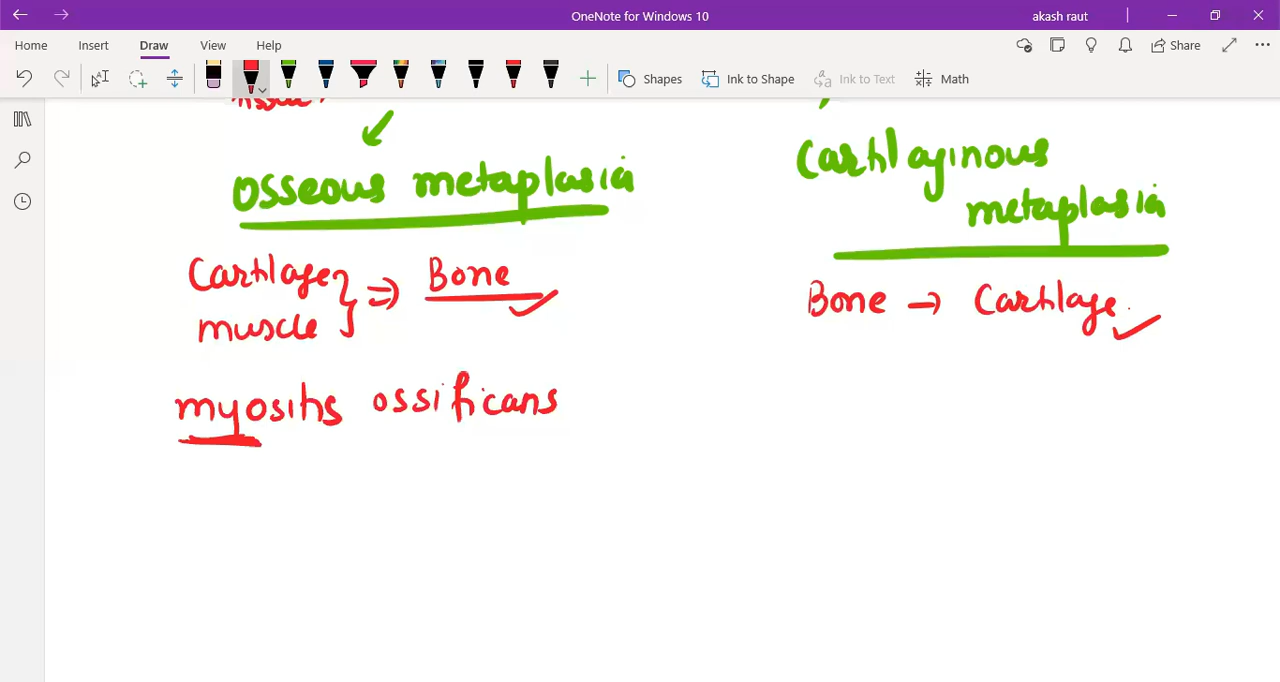 OneNote for Windows 10
akash raut
Home Insert Draw View Help
Share
Shapes Ink to Shape Ink to Text Math
tissue
osseous metaplasia
Cartilaginous
metaplasia
Cartilage
muscle
} ⇒ Bone
Bone → Cartilage
myositis ossificans